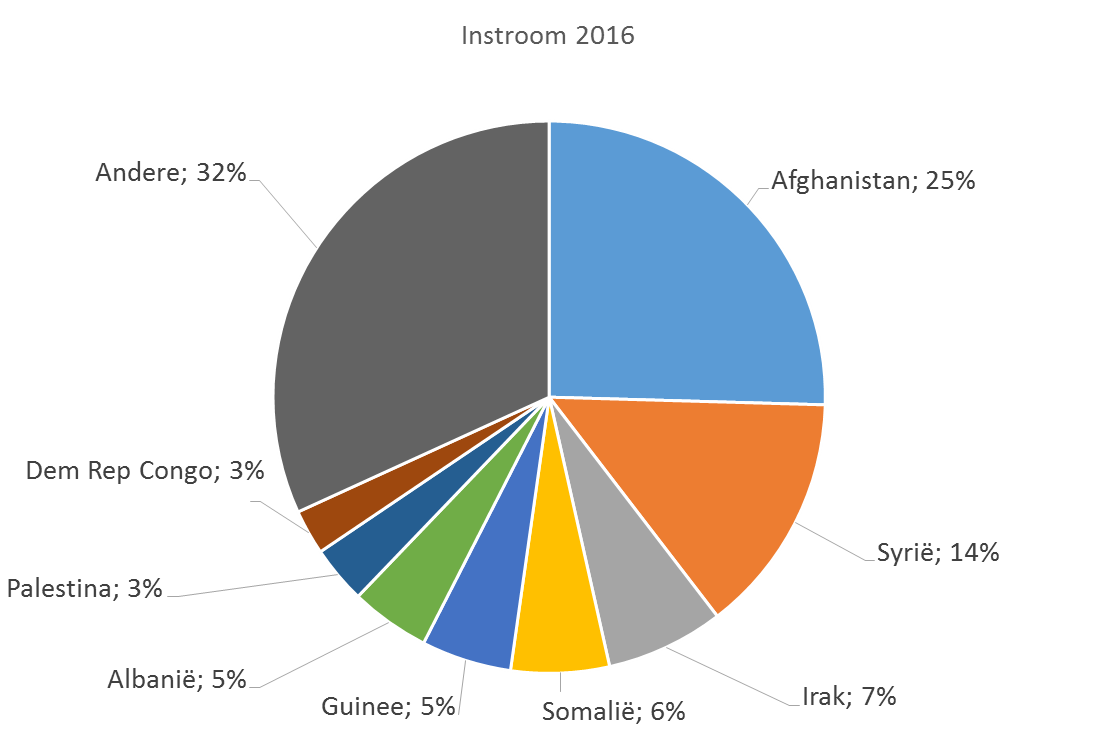 Instroom 2016
Andere; 32%
Afghanistan; 25%
Dem Rep Congo; 3%
Syrië; 14%
Palestina; 3%
Albanië; 5%
Guinee; 5%
Somalië; 6%
Irak; 7%